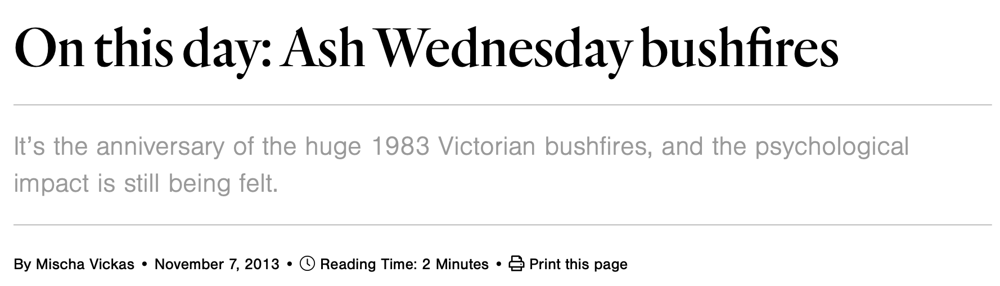 On this day: Ash Wednesday bushfires
It’s the anniversary of the huge 1983 Victorian bushfires, and the psychological
impact is still being felt.
By Mischa Vickas • November 7, 2013 • Reading Time: 2 Minutes • Print this page